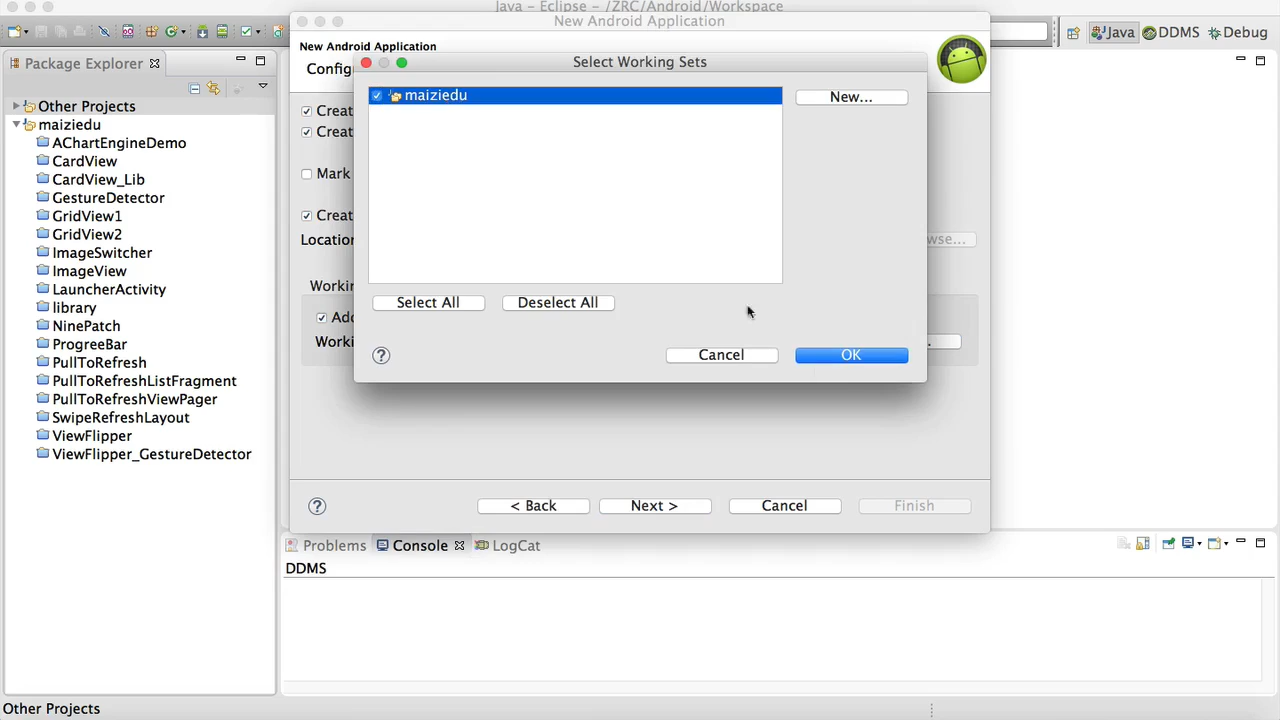 Java – Eclipse – /ZRC/Android/Workspace
New Android Application
Java
DDMS
Debug
Package Explorer
New Android Application
Config
Select Working Sets
maiziedu
New...
Other Projects
maiziedu
AChartEngineDemo
CardView
CardView_Lib
GestureDetector
GridView1
GridView2
ImageSwitcher
ImageView
LauncherActivity
library
NinePatch
ProgreeBar
PullToRefresh
PullToRefreshListFragment
PullToRefreshViewPager
SwipeRefreshLayout
ViewFlipper
ViewFlipper_GestureDetector
Creat
Creat
Mark
Creat
Location
wse...
Workin
Add
Worki
Select All
Deselect All
?
Cancel
OK
?
< Back
Next >
Cancel
Finish
Problems
Console
LogCat
DDMS
Other Projects